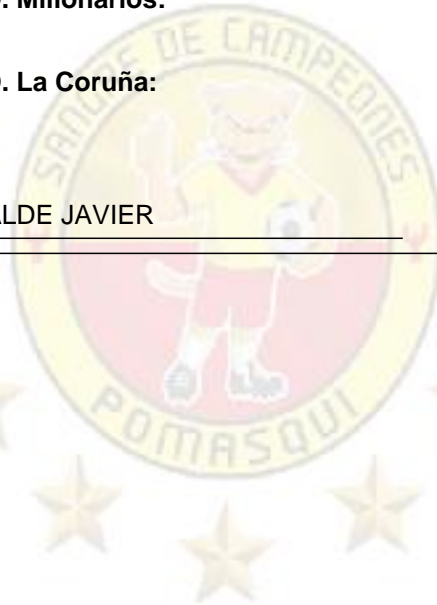 . Millonarios:
. La Coruña:
ALDE JAVIER
SANGRE DE CAMPEONES
POMASQUI